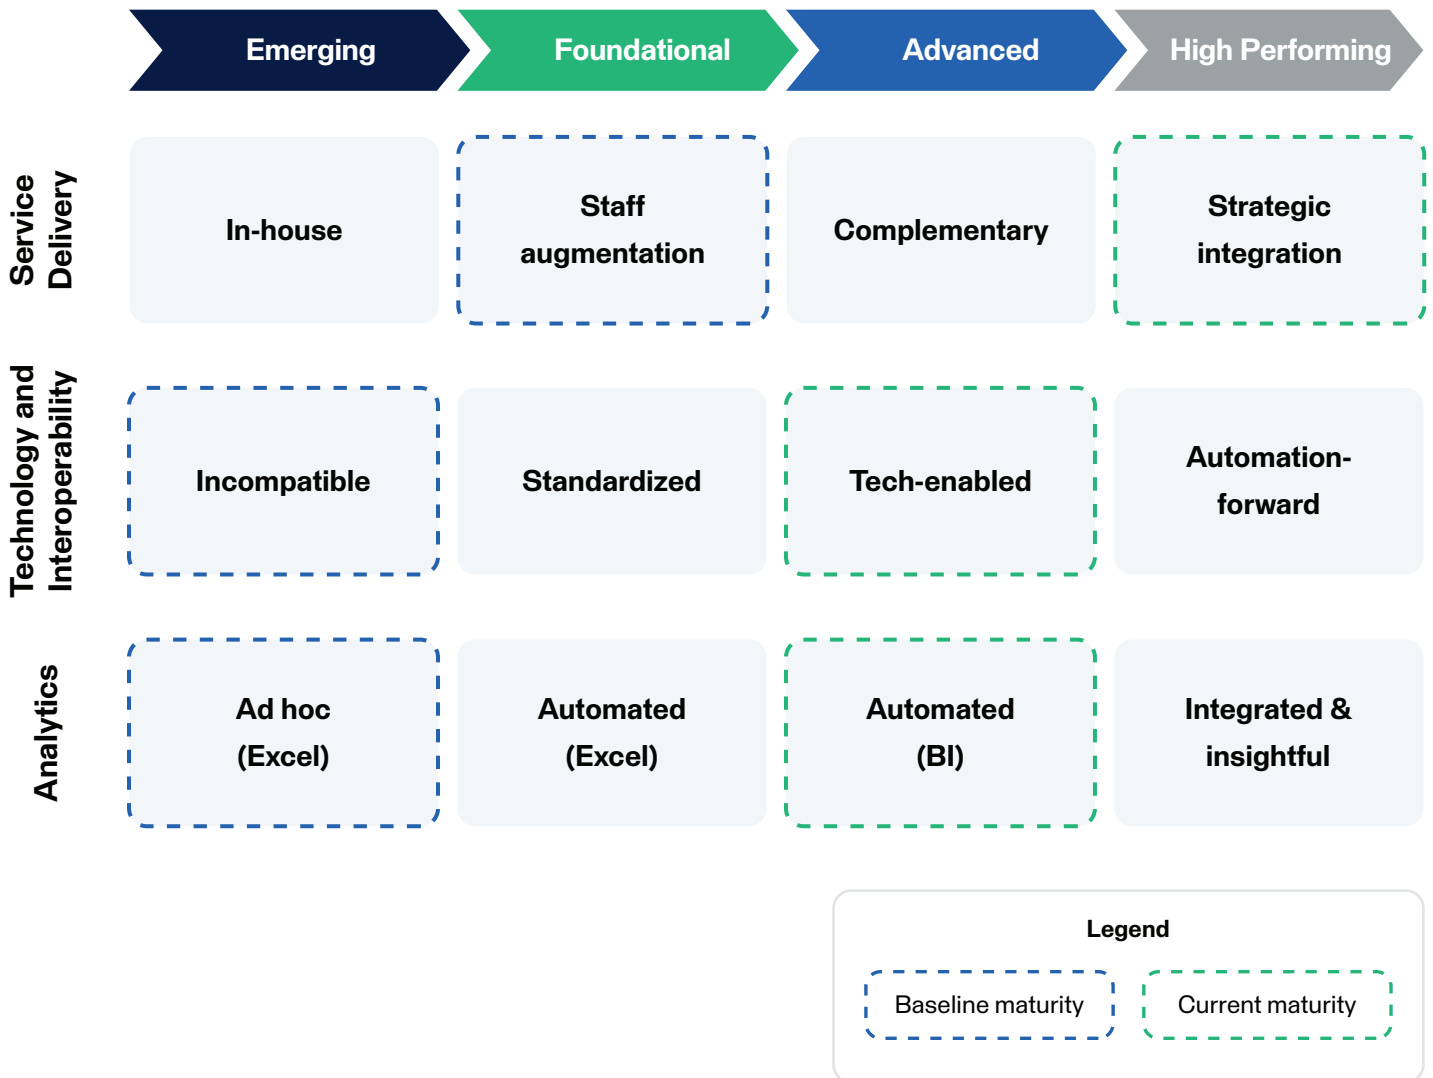 Emerging
Foundational
Advanced
High Performing
Service
Delivery
In-house
Staff
augmentation
Complementary
Strategic
integration
Technology and
Interoperability
Incompatible
Standardized
Tech-enabled
Automation-
forward
Analytics
Ad hoc
(Excel)
Automated
(Excel)
Automated
(BI)
Integrated &
insightful
Legend
Baseline maturity
Current maturity